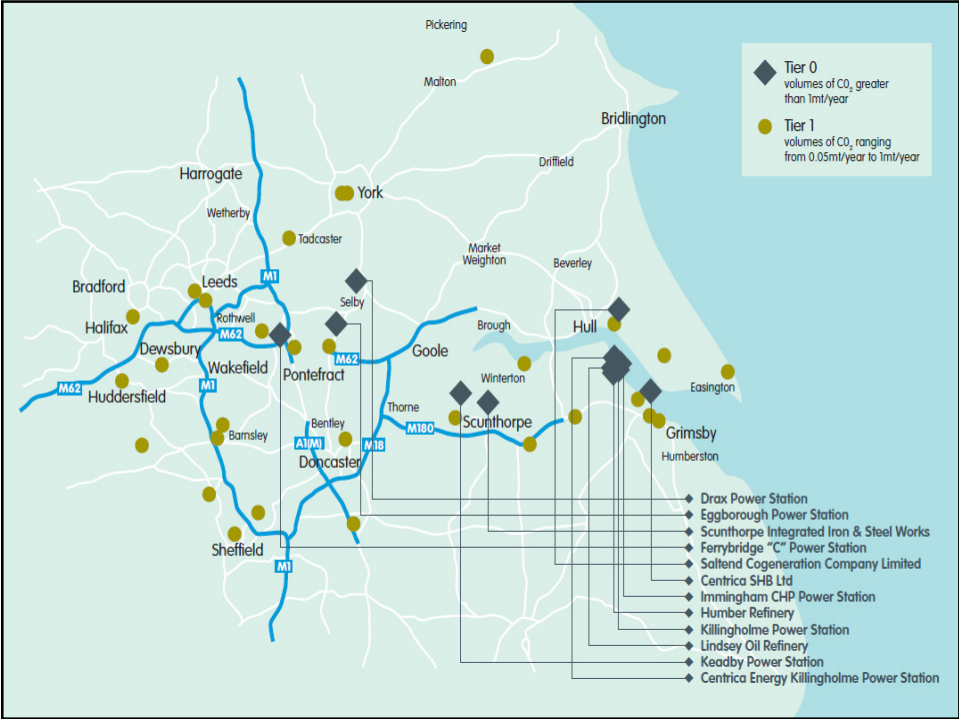 Pickering
Malton
Tier 0
volumes of CO₂ greater
than 1mt/year
Tier 1
volumes of CO₂ ranging
from 0.05mt/year to 1mt/year
Bridlington
Driffield
Harrogate
York
Wetherby
Tadcaster
Market
Weighton
Beverley
M1
Leeds
Bradford
Selby
Rothwell
Halifax
M62
Brough
Hull
Dewsbury
Goole
M62
Wakefield
Pontefract
Winterton
M62
M1
Easington
Huddersfield
Thorne
Bentley
M180
Scunthorpe
Barnsley
A1(M)
M18
Grimsby
Doncaster
Humberston
Sheffield
M1
Drax Power Station
Eggborough Power Station
Scunthorpe Integrated Iron & Steel Works
Ferrybridge "C" Power Station
Saltend Cogeneration Company Limited
Centrica SHB Ltd
Immingham CHP Power Station
Humber Refinery
Killingholme Power Station
Lindsey Oil Refinery
Keadby Power Station
Centrica Energy Killingholme Power Station